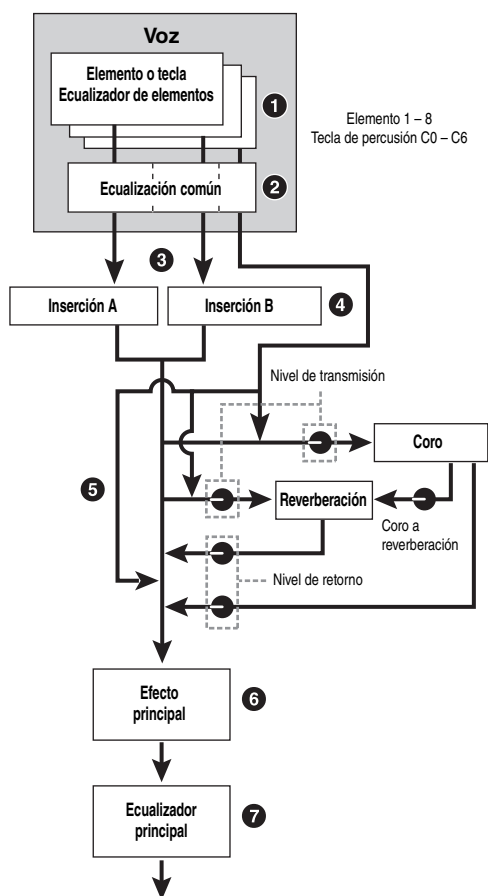 Voz
Elemento o tecla
Ecualizador de elementos
1
Elemento 1 – 8
Tecla de percusión C0 – C6
Ecualización común
2
3
Inserción A
Inserción B
4
Nivel de transmisión
Coro
5
Reverberación
Coro a
reverberación
Nivel de retorno
Efecto
principal
6
Ecualizador
principal
7